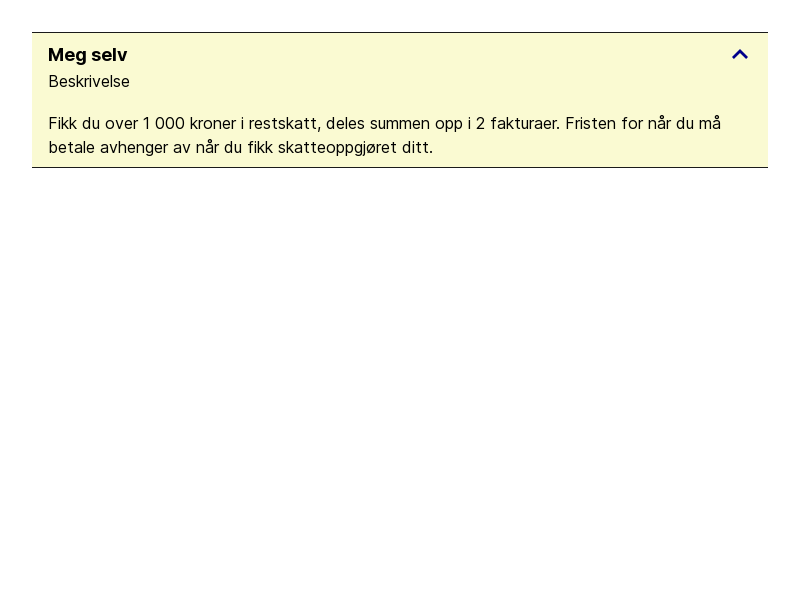 Meg selv
Beskrivelse
Fikk du over 1 000 kroner i restskatt, deles summen opp i 2 fakturaer. Fristen for når du må
betale avhenger av når du fikk skatteoppgjøret ditt.